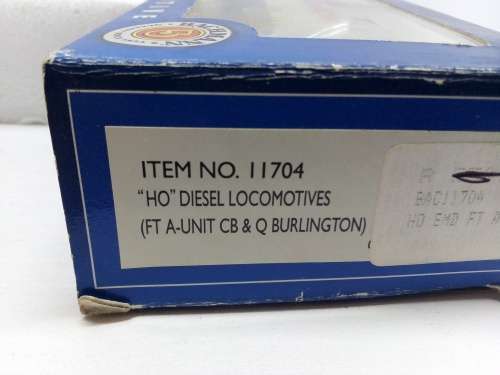 ITEM NO. 11704
"HO" DIESEL LOCOMOTIVES
(FT A-UNIT CB & Q BURLINGTON)
BAC11704
HO EMD FT